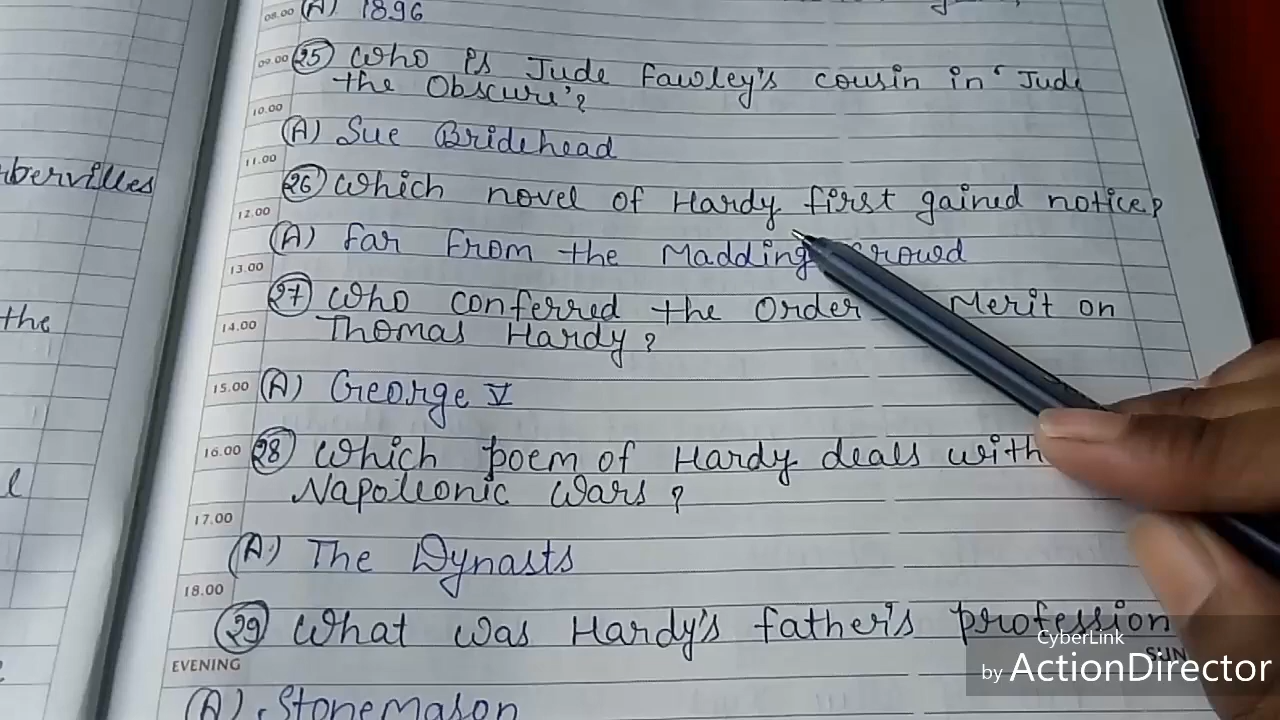 08.00 (A) 1896
bervilles
the
l
09.00 (25) Who is Jude Fawley's cousin in 'Jude
the Obscure'?
10.00
(A) Sue Bridehead
11.00
(26) Which novel of Hardy first gained notice?
12.00
(A) Far From the Madding crowd
13.00
(27) Who conferred the Order Merit on
14.00 Thomas Hardy?
15.00 (A) George V
16.00 (28) Which poem of Hardy deals with
Napoleonic Wars?
17.00
(A) The Dynasts
18.00
(29) What was Hardy's father's profession
EVENING
SUN
(A). Stonemason
CyberLink
by ActionDirector